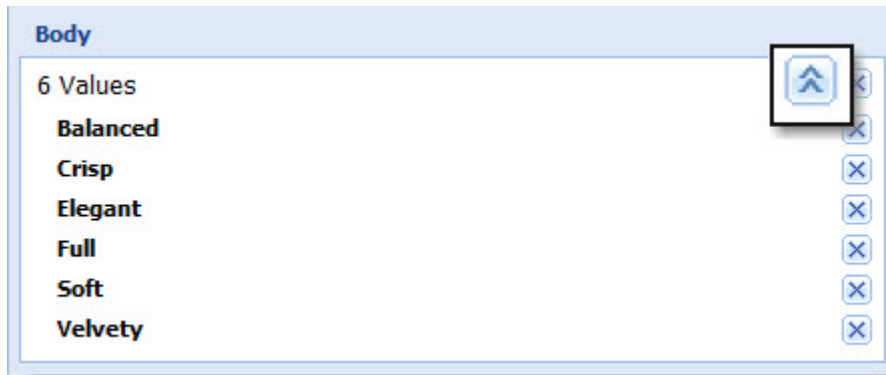 Body
6 Values
Balanced
Crisp
Elegant
Full
Soft
Velvety